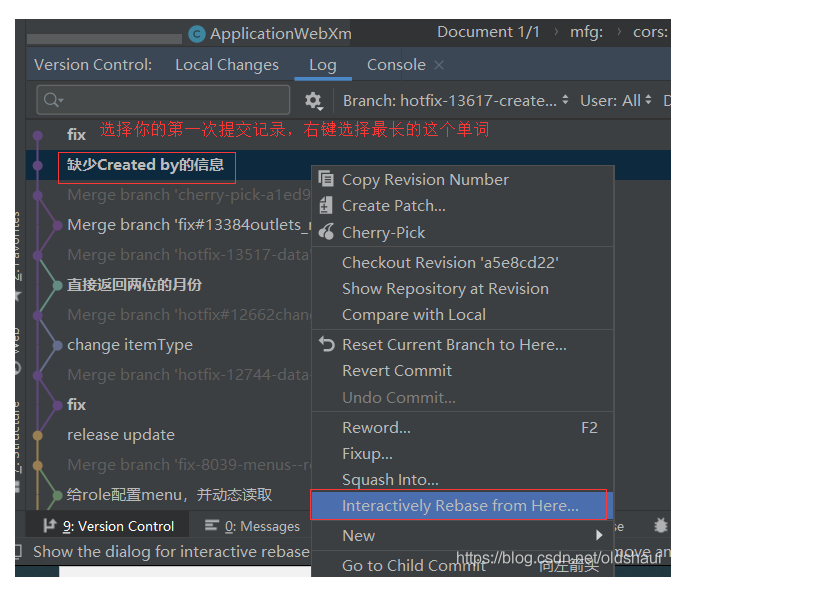 ApplicationWebXm
Document 1/1 › mfg: › cors:
Version Control: Local Changes Log Console
Branch: hotfix-13617-create... User: All
fix 选择你的第一次提交记录，右键选择最长的这个单词
缺少Created by的信息
Copy Revision Number
Merge branch 'cherry-pick-a1ed9
Create Patch...
Merge branch 'fix#13384outlets_
Cherry-Pick
Merge branch 'hotfix-13517-data'
Checkout Revision 'a5e8cd22'
直接返回两位的月份
Show Repository at Revision
Merge branch 'hotfix#12662chan
Compare with Local
change itemType
Reset Current Branch to Here...
Merge branch 'hotfix-12744-data
Revert Commit
Undo Commit...
fix
Reword... F2
release update
Fixup...
Merge branch 'fix-8039-menus--r
Squash Into...
给role配置menu，并动态读取
Interactively Rebase from Here...
9: Version Control 0: Messages
New
Show the dialog for interactive rebase
Go to Child Commit 向左箭头
https://blog.csdn.net/oldshaui